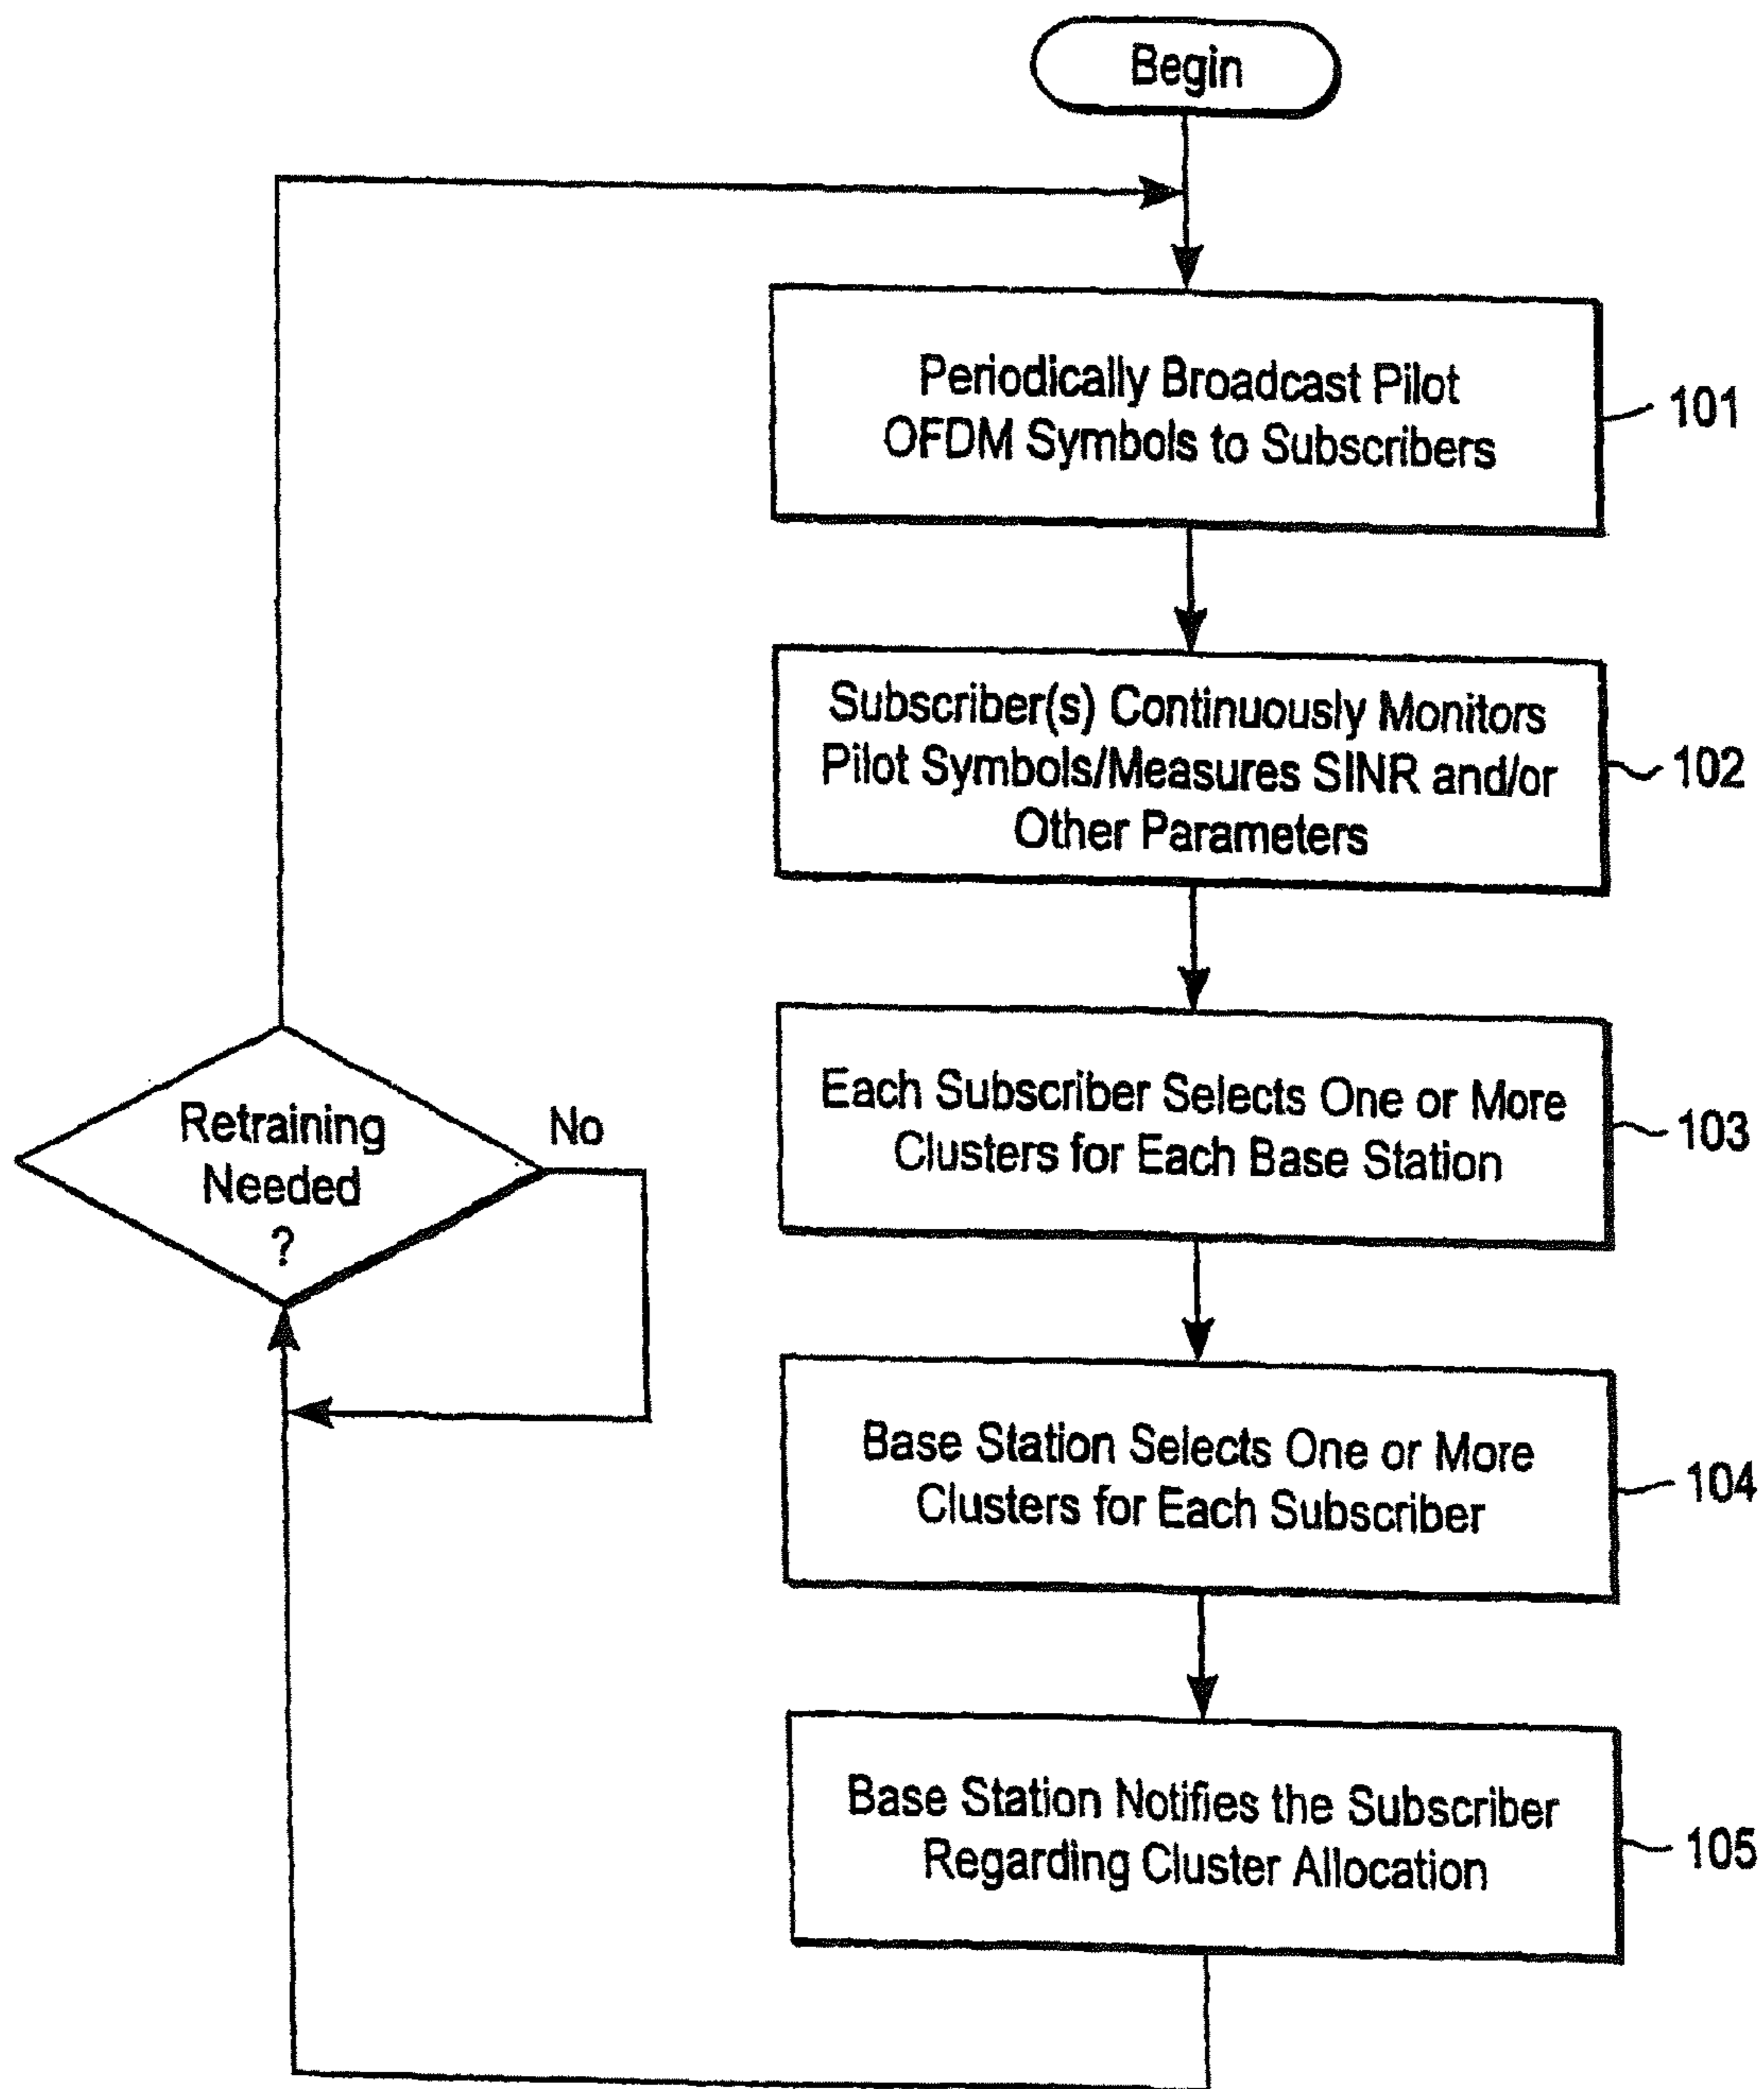 Begin
Periodically Broadcast Pilot
OFDM Symbols to Subscribers
101
Subscriber(s) Continuously Monitors
Pilot Symbols/Measures SINR and/or
Other Parameters
102
Each Subscriber Selects One or More
Clusters for Each Base Station
103
Retraining
Needed
?
No
Base Station Selects One or More
Clusters for Each Subscriber
104
Base Station Notifies the Subscriber
Regarding Cluster Allocation
105